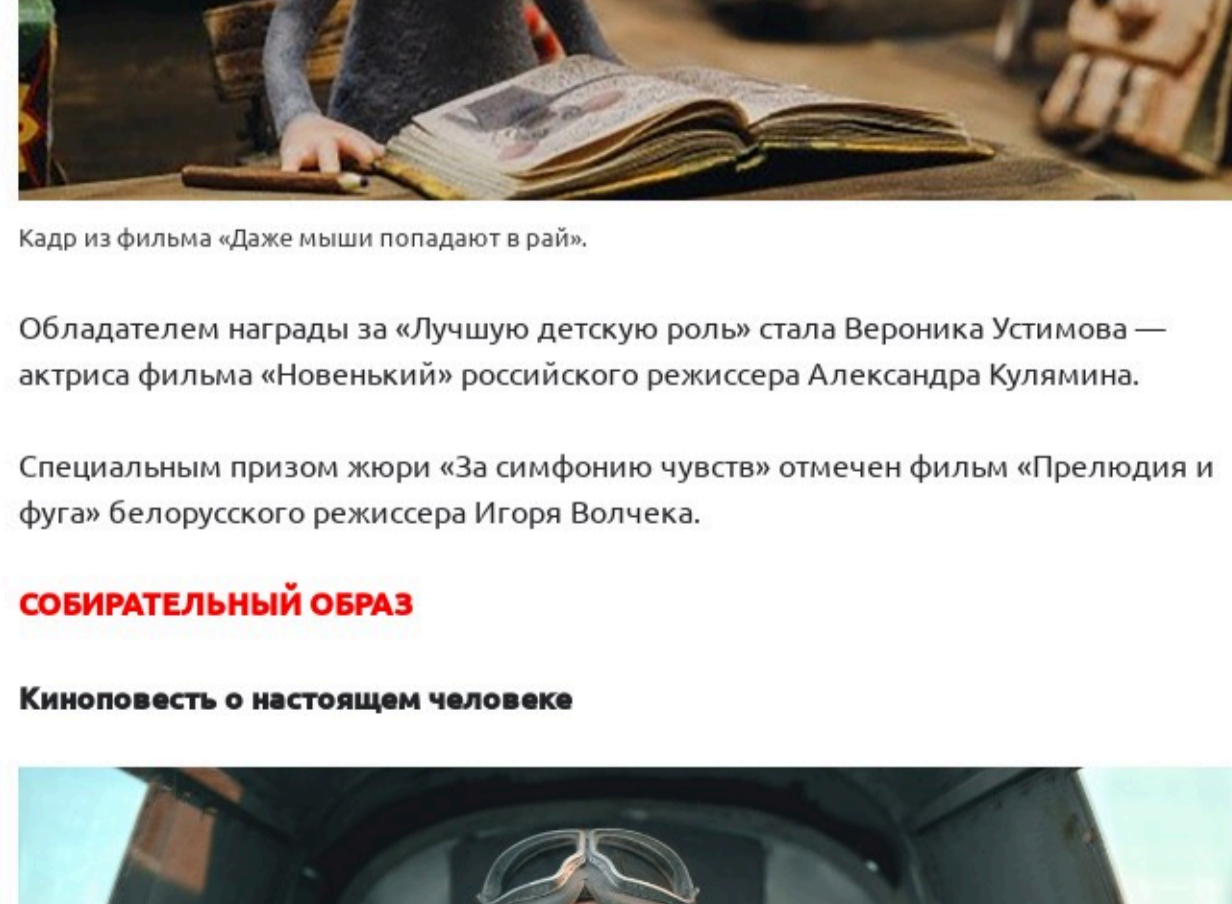 Кадр из фильма «Даже мыши попадают в рай».
Обладателем награды за «Лучшую детскую роль» стала Вероника Устимова —
актриса фильма «Новенький» российского режиссера Александра Кулямина.
Специальным призом жюри «За симфонию чувств» отмечен фильм «Прелюдия и
фуга» белорусского режиссера Игоря Волчека.
СОБИРАТЕЛЬНЫЙ ОБРАЗ
Киноповесть о настоящем человеке